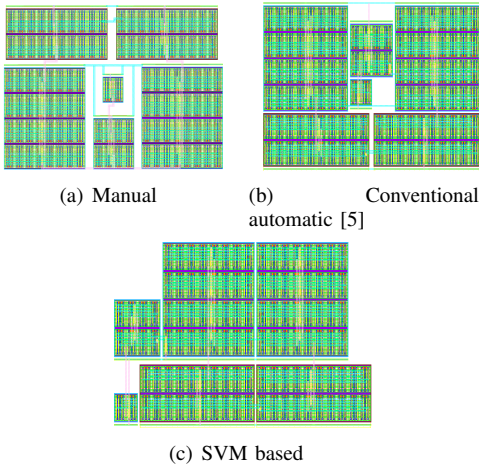 (a) Manual
(b) Conventional
automatic [5]
(c) SVM based